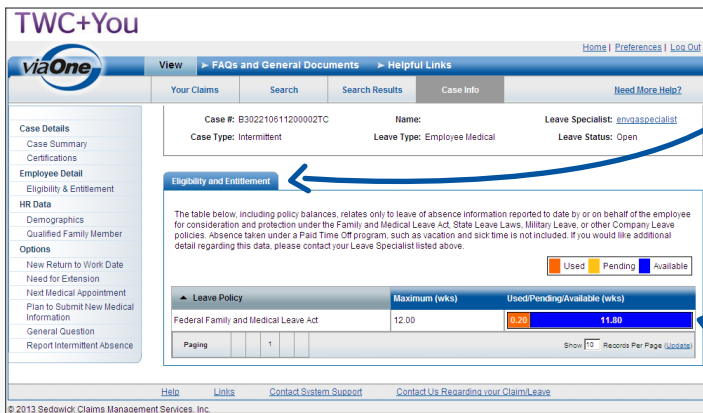 TWC+You
Home | Preferences | Log Out
viaOne
View ► FAQs and General Documents ► Helpful Links
Your Claims Search Search Results Case Info Need More Help?
Case #: B302210611200002TC Name: Leave Specialist: envgaspecialist
Case Type: Intermittent Leave Type: Employee Medical Leave Status: Open
Case Details
Case Summary
Certifications
Employee Detail
Eligibility & Entitlement
HR Data
Demographics
Qualified Family Member
Options
New Return to Work Date
Need for Extension
Next Medical Appointment
Plan to Submit New Medical
Information
General Question
Report Intermittent Absence
Eligibility and Entitlement
The table below, including policy balances, relates only to leave of absence information reported to date by or on behalf of the employee
for consideration and protection under the Family and Medical Leave Act, State Leave Laws, Military Leave, or other Company Leave
policies. Absence taken under a Paid Time Off program, such as vacation and sick time is not included. If you would like additional
detail regarding this data, please contact your Leave Specialist listed above.
Used Pending Available
▲ Leave Policy Maximum (wks) Used/Pending/Available (wks)
Federal Family and Medical Leave Act 12.00 0.20 11.80
Paging 1 Show 10 Records Per Page (Update)
Help Links Contact System Support Contact Us Regarding your Claim/Leave
© 2013 Sedgwick Claims Management Services, Inc.